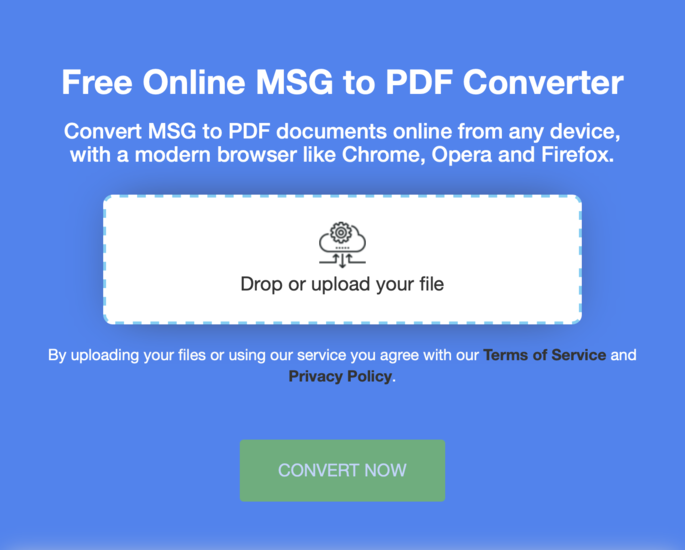 Free Online MSG to PDF Converter
Convert MSG to PDF documents online from any device,
with a modern browser like Chrome, Opera and Firefox.
Drop or upload your file
By uploading your files or using our service you agree with our Terms of Service and
Privacy Policy.
CONVERT NOW